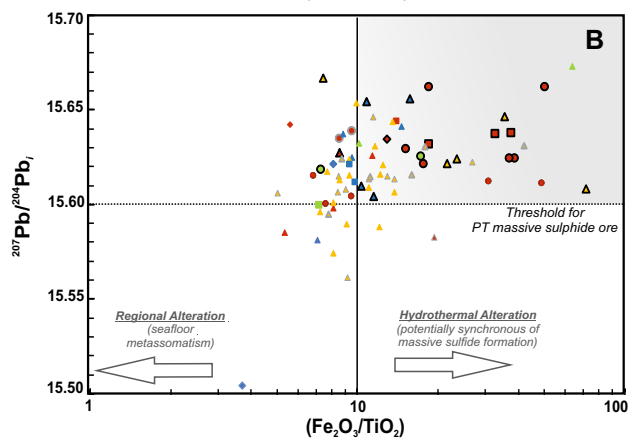 15.70
B
15.65
15.60
15.55
15.50
²⁰⁷Pb/²⁰⁴Pbᵢ
Threshold for
PT massive sulphide ore
Regional Alteration
(seafloor
metassomatism)
Hydrothermal Alteration
(potentially synchronous of
massive sulfide formation)
1
10
100
(Fe₂O₃/TiO₂)